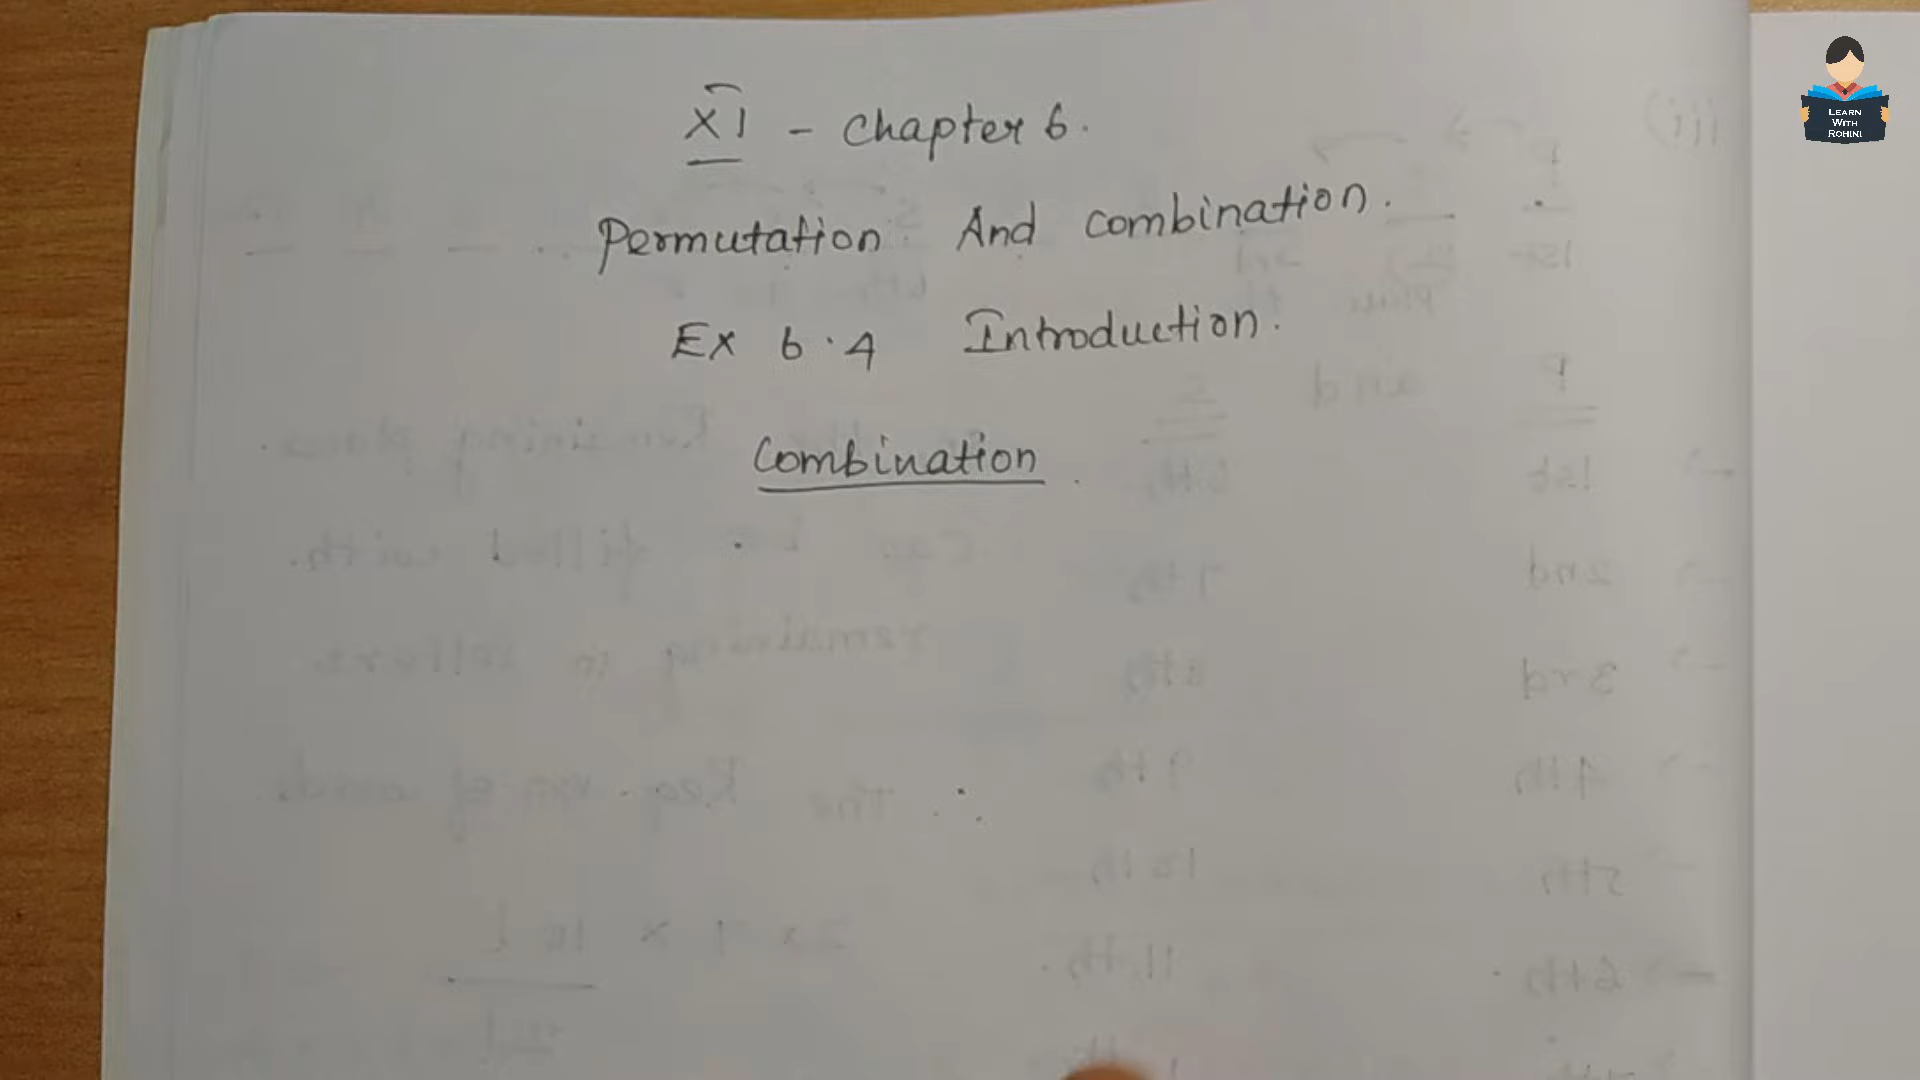 XI - Chapter 6.
Permutation And Combination.
Ex 6.4 Introduction.
Combination
LEARN
WITH
ROHINI